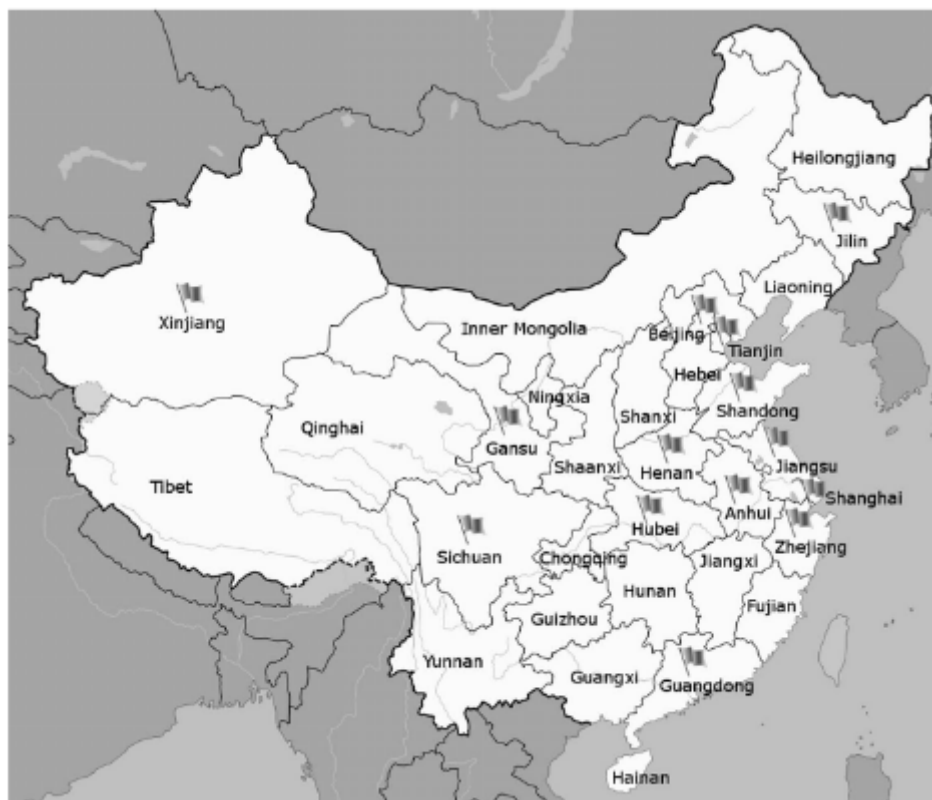 Heilongjiang
Jilin
Liaoning
Xinjiang
Inner Mongolia
Beijing
Tianjin
Hebei
Ningxia
Shanxi
Shandong
Qinghai
Gansu
Shaanxi
Henan
Jiangsu
Tibet
Shanghai
Anhui
Hubei
Zhejiang
Sichuan
Chongqing
Jiangxi
Hunan
Fujian
Guizhou
Yunnan
Guangxi
Guangdong
Hainan